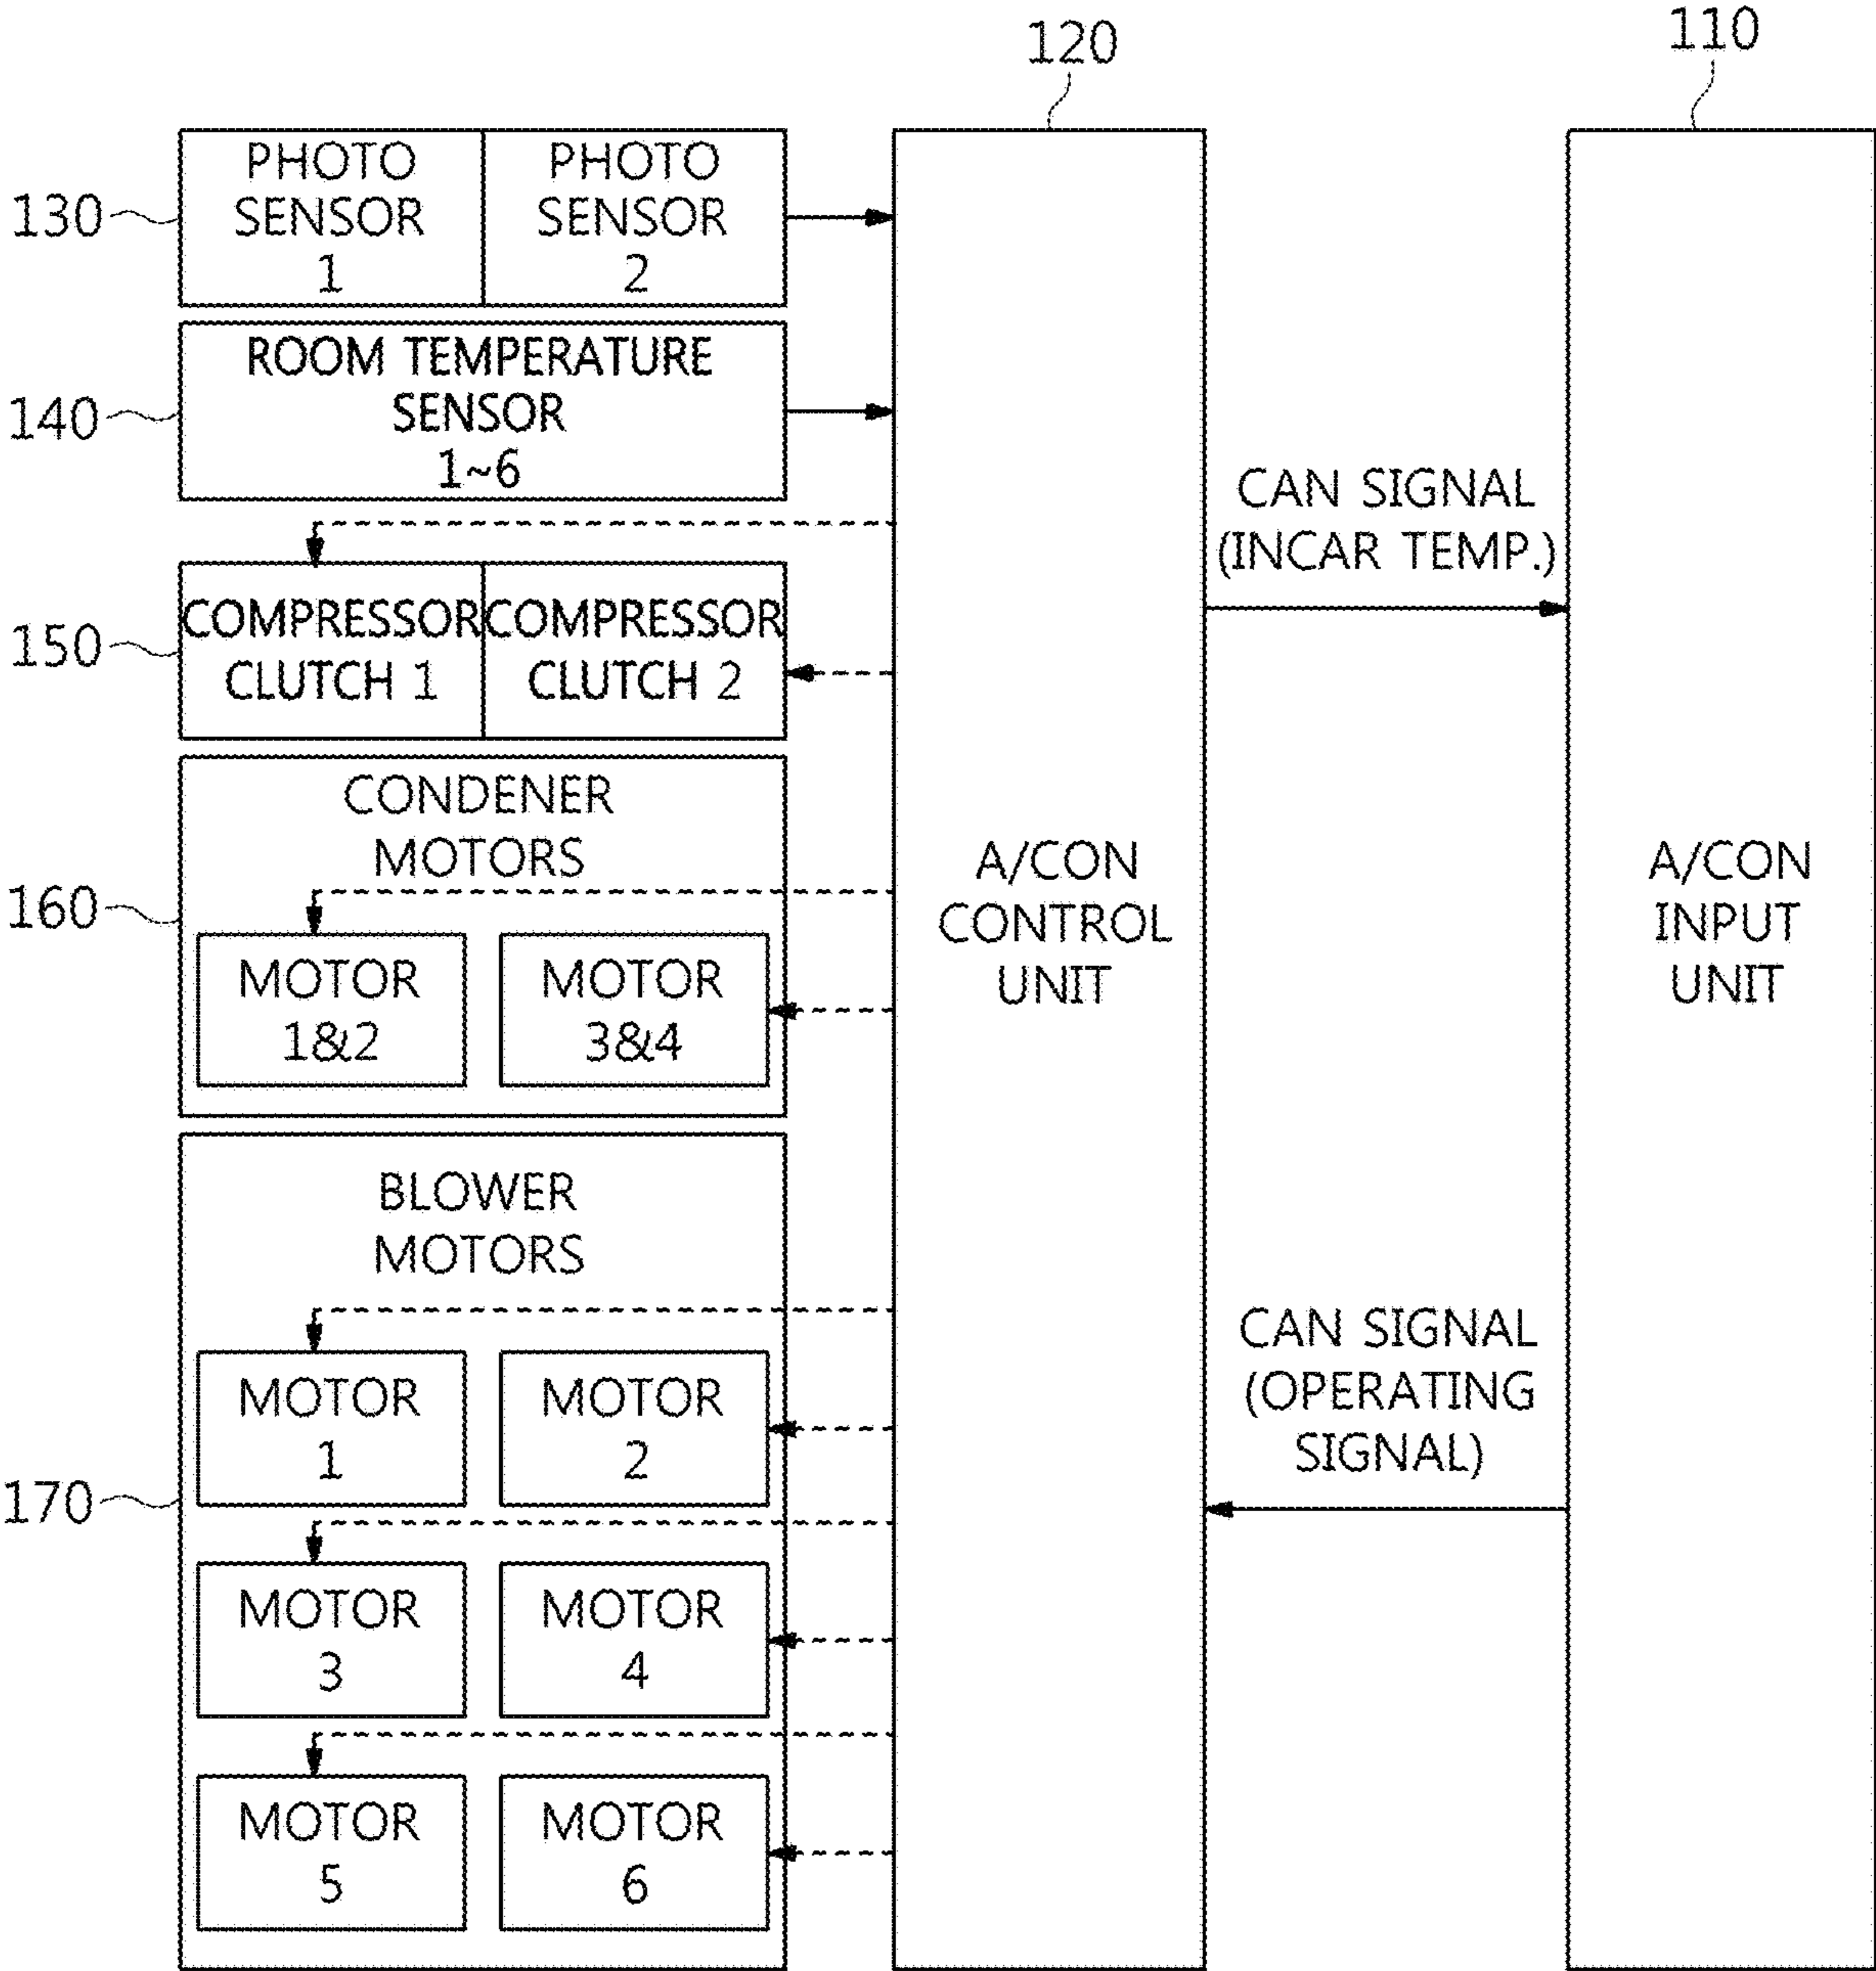 120
110
130
PHOTO
SENSOR
1
PHOTO
SENSOR
2
140
ROOM TEMPERATURE
SENSOR
1~6
150
COMPRESSOR
CLUTCH 1
COMPRESSOR
CLUTCH 2
160
CONDENER
MOTORS
MOTOR
1&2
MOTOR
3&4
170
BLOWER
MOTORS
MOTOR
1
MOTOR
2
MOTOR
3
MOTOR
4
MOTOR
5
MOTOR
6
A/CON
CONTROL
UNIT
CAN SIGNAL
(INCAR TEMP.)
CAN SIGNAL
(OPERATING
SIGNAL)
A/CON
INPUT
UNIT